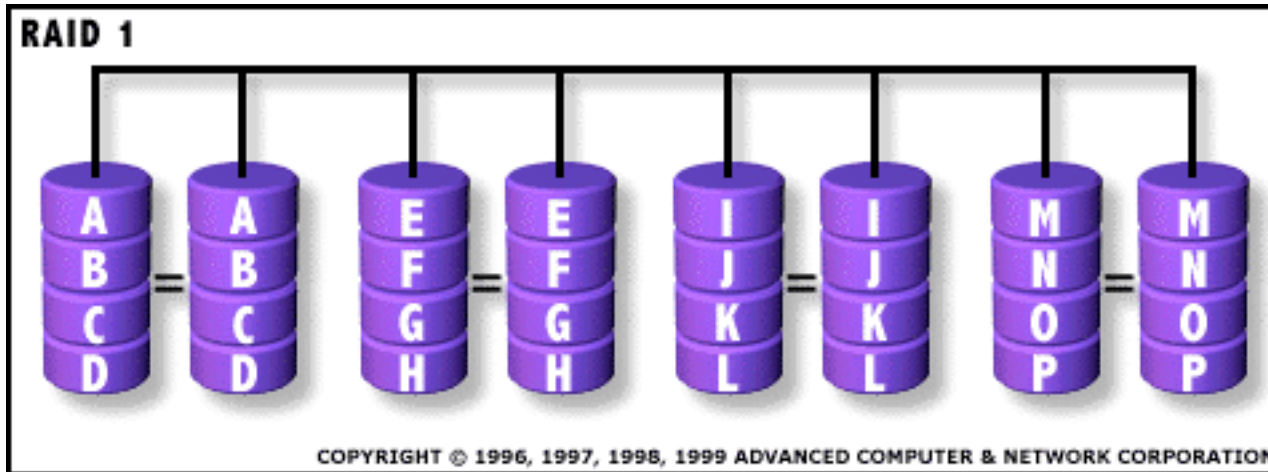 RAID 1
A A E E I I M M
B B F F J J N N
= = = =
C C G G K K O O
D D H H L L P P
COPYRIGHT © 1996, 1997, 1998, 1999 ADVANCED COMPUTER & NETWORK CORPORATION